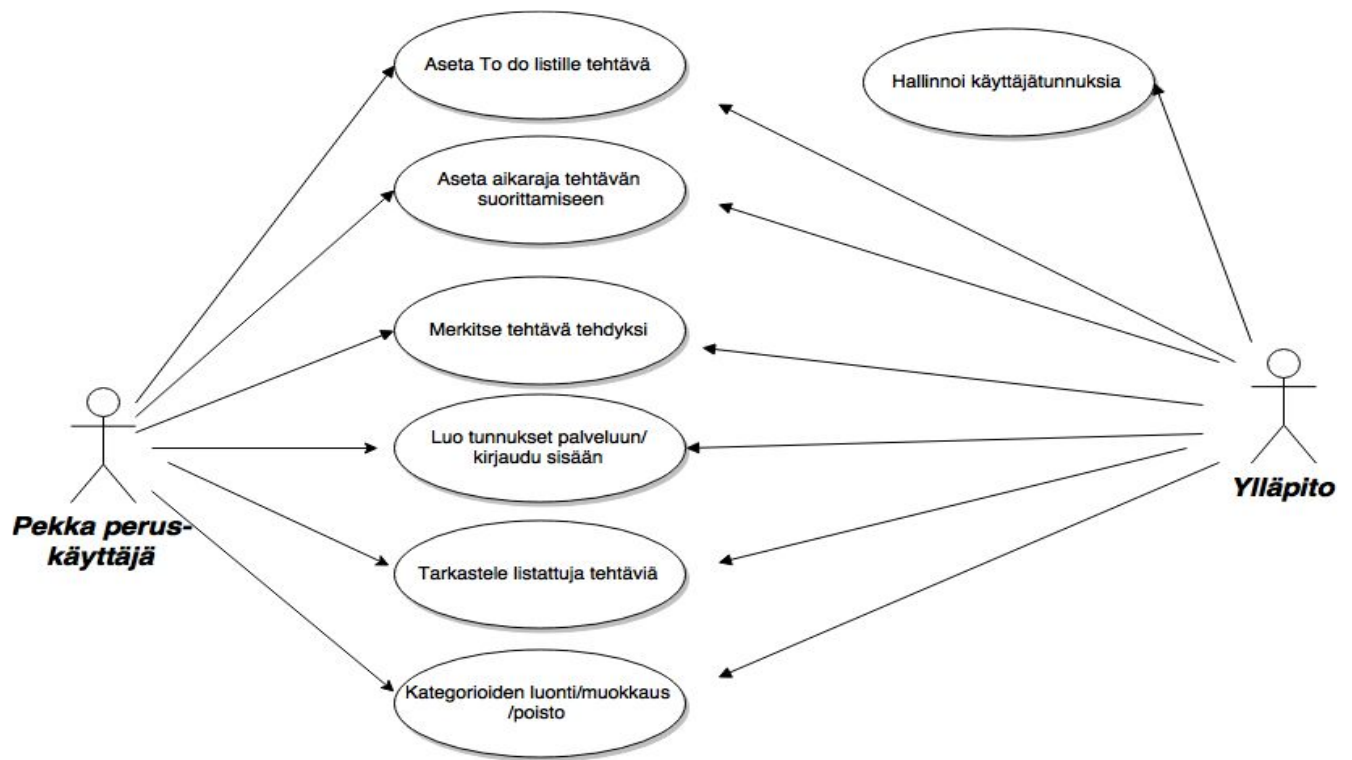 Aseta To do listille tehtävä
Hallinnoi käyttäjätunnuksia
Aseta aikaraja tehtävän
suorittamiseen
Merkitse tehtävä tehdyksi
Luo tunnukset palveluun/
kirjaudu sisään
Pekka perus-
käyttäjä
Ylläpito
Tarkastele listattuja tehtäviä
Kategorioiden luonti/muokkaus
/poisto